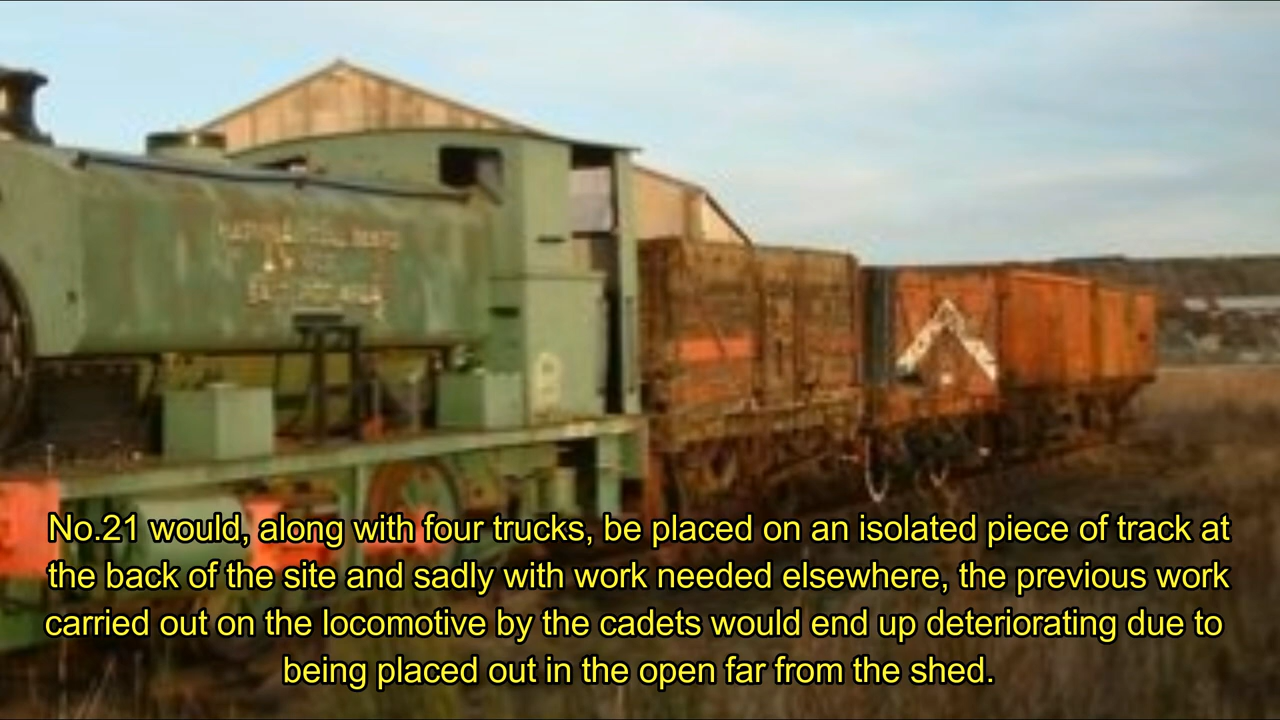 No.21 would, along with four trucks, be placed on an isolated piece of track at
the back of the site and sadly with work needed elsewhere, the previous work
carried out on the locomotive by the cadets would end up deteriorating due to
being placed out in the open far from the shed.